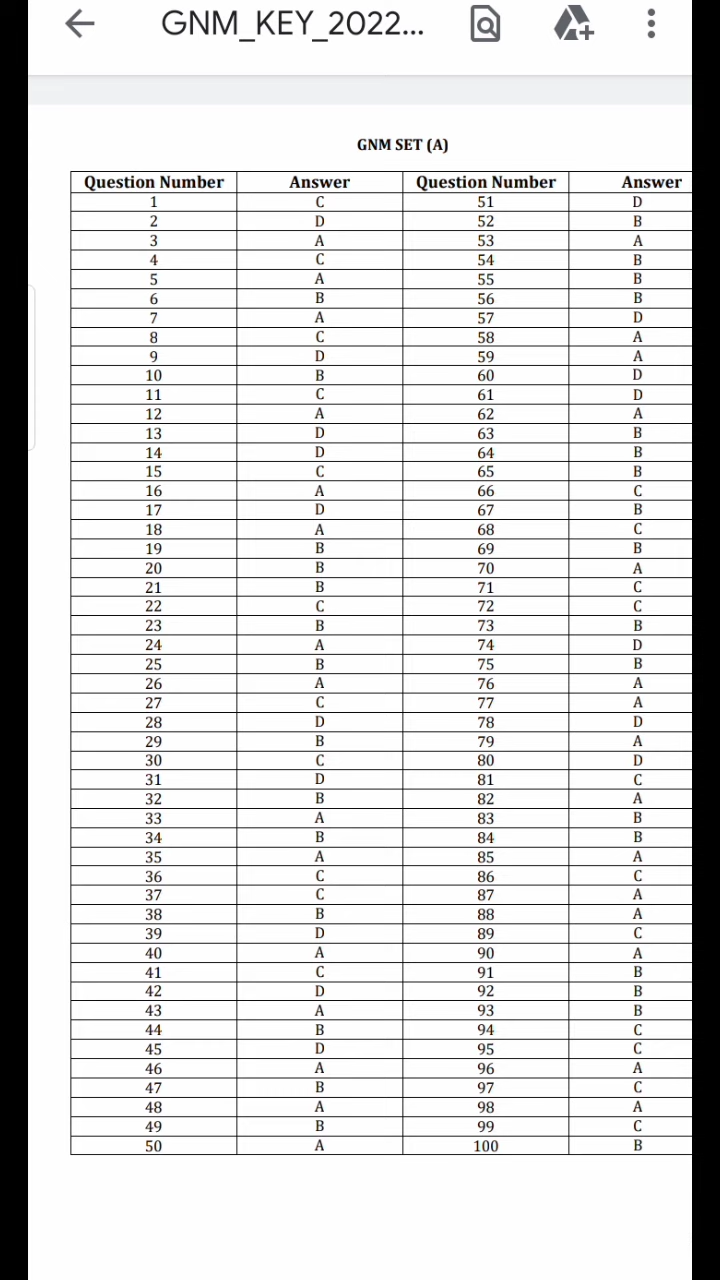 GNM_KEY_2022...
GNM SET (A)
Question Number Answer Question Number Answer
1 C 51 D
2 D 52 B
3 A 53 A
4 C 54 B
5 A 55 B
6 B 56 B
7 A 57 D
8 C 58 A
9 D 59 A
10 B 60 D
11 C 61 D
12 A 62 A
13 D 63 B
14 D 64 B
15 C 65 B
16 A 66 C
17 D 67 B
18 A 68 C
19 B 69 B
20 B 70 A
21 B 71 C
22 C 72 C
23 B 73 B
24 A 74 D
25 B 75 B
26 A 76 A
27 C 77 A
28 D 78 D
29 B 79 A
30 C 80 D
31 D 81 C
32 B 82 A
33 A 83 B
34 B 84 B
35 A 85 A
36 C 86 C
37 C 87 A
38 B 88 A
39 D 89 C
40 A 90 A
41 C 91 B
42 D 92 B
43 A 93 B
44 B 94 C
45 D 95 C
46 A 96 A
47 B 97 C
48 A 98 A
49 B 99 C
50 A 100 B